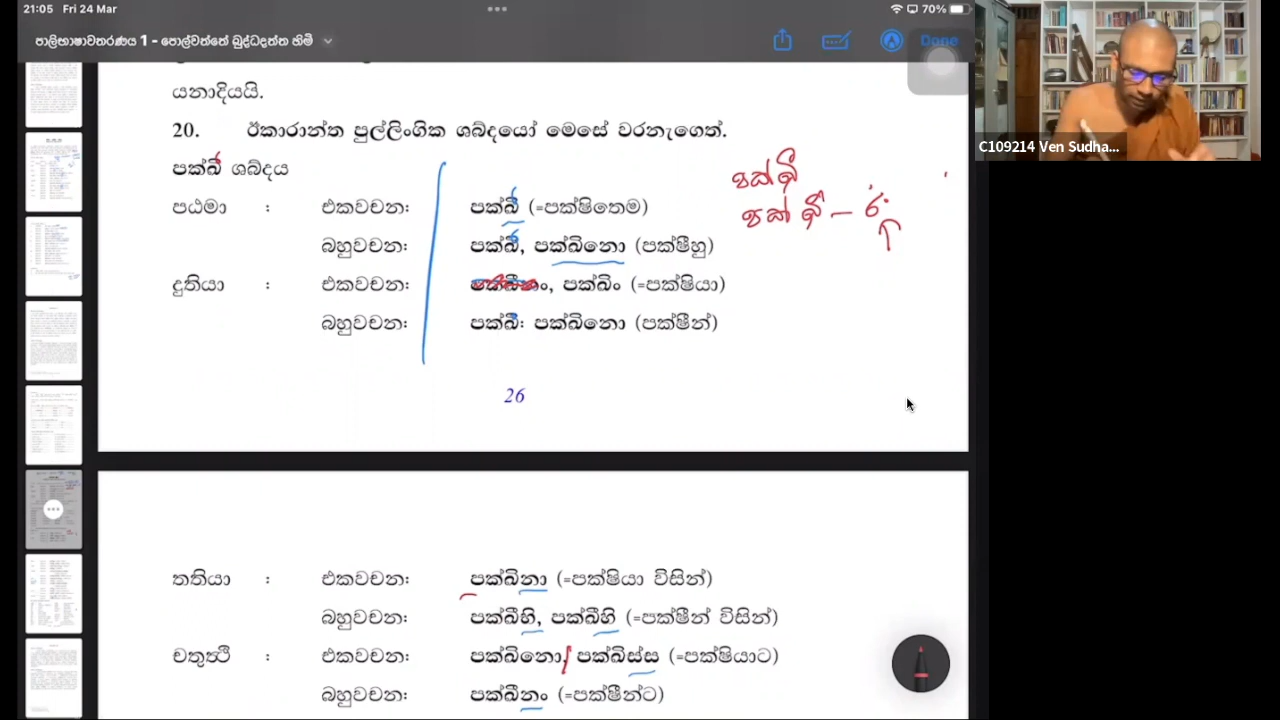 21:05 Fri 24 Mar
70%
පාලිභාෂාවතරණය 1 - පොල්වත්තේ බුද්ධදත්ත හිමි
Done
යනාදියයි.
20. ඊකාරාන්ත පුල්ලිංගික ශබ්දයෝ මෙසේ වරනැගෙත්.
පක්ඛී ශබ්දය
පඨමා : එකවචන: පක්ඛී (=පක්ෂිතෙම)
බහුවචන: පක්ඛී, පක්ඛිනො (පක්ෂීහු)
දුතියා : එකවචන: පක්ඛීනං, පක්ඛිං (=පක්ෂියා)
බහුවචන: පක්ඛී: පක්ඛිනො (පක්ෂීන්)
26
තතියා : එකවචන: පක්ඛිනා (=පක්ෂියා විසින්)
බහුවචන: පක්ඛීභි, පක්ඛීහි (=පක්ෂීන් විසින්)
චතුත්‍ථි : එකවචන: පක්ඛිනො/ පක්ඛිස්ස (=පක්ෂියාට)
බහුවචන: පක්ඛීනං (=පක්ෂීන්ට)
පක්ඛී
C109214 Ven Sudha...